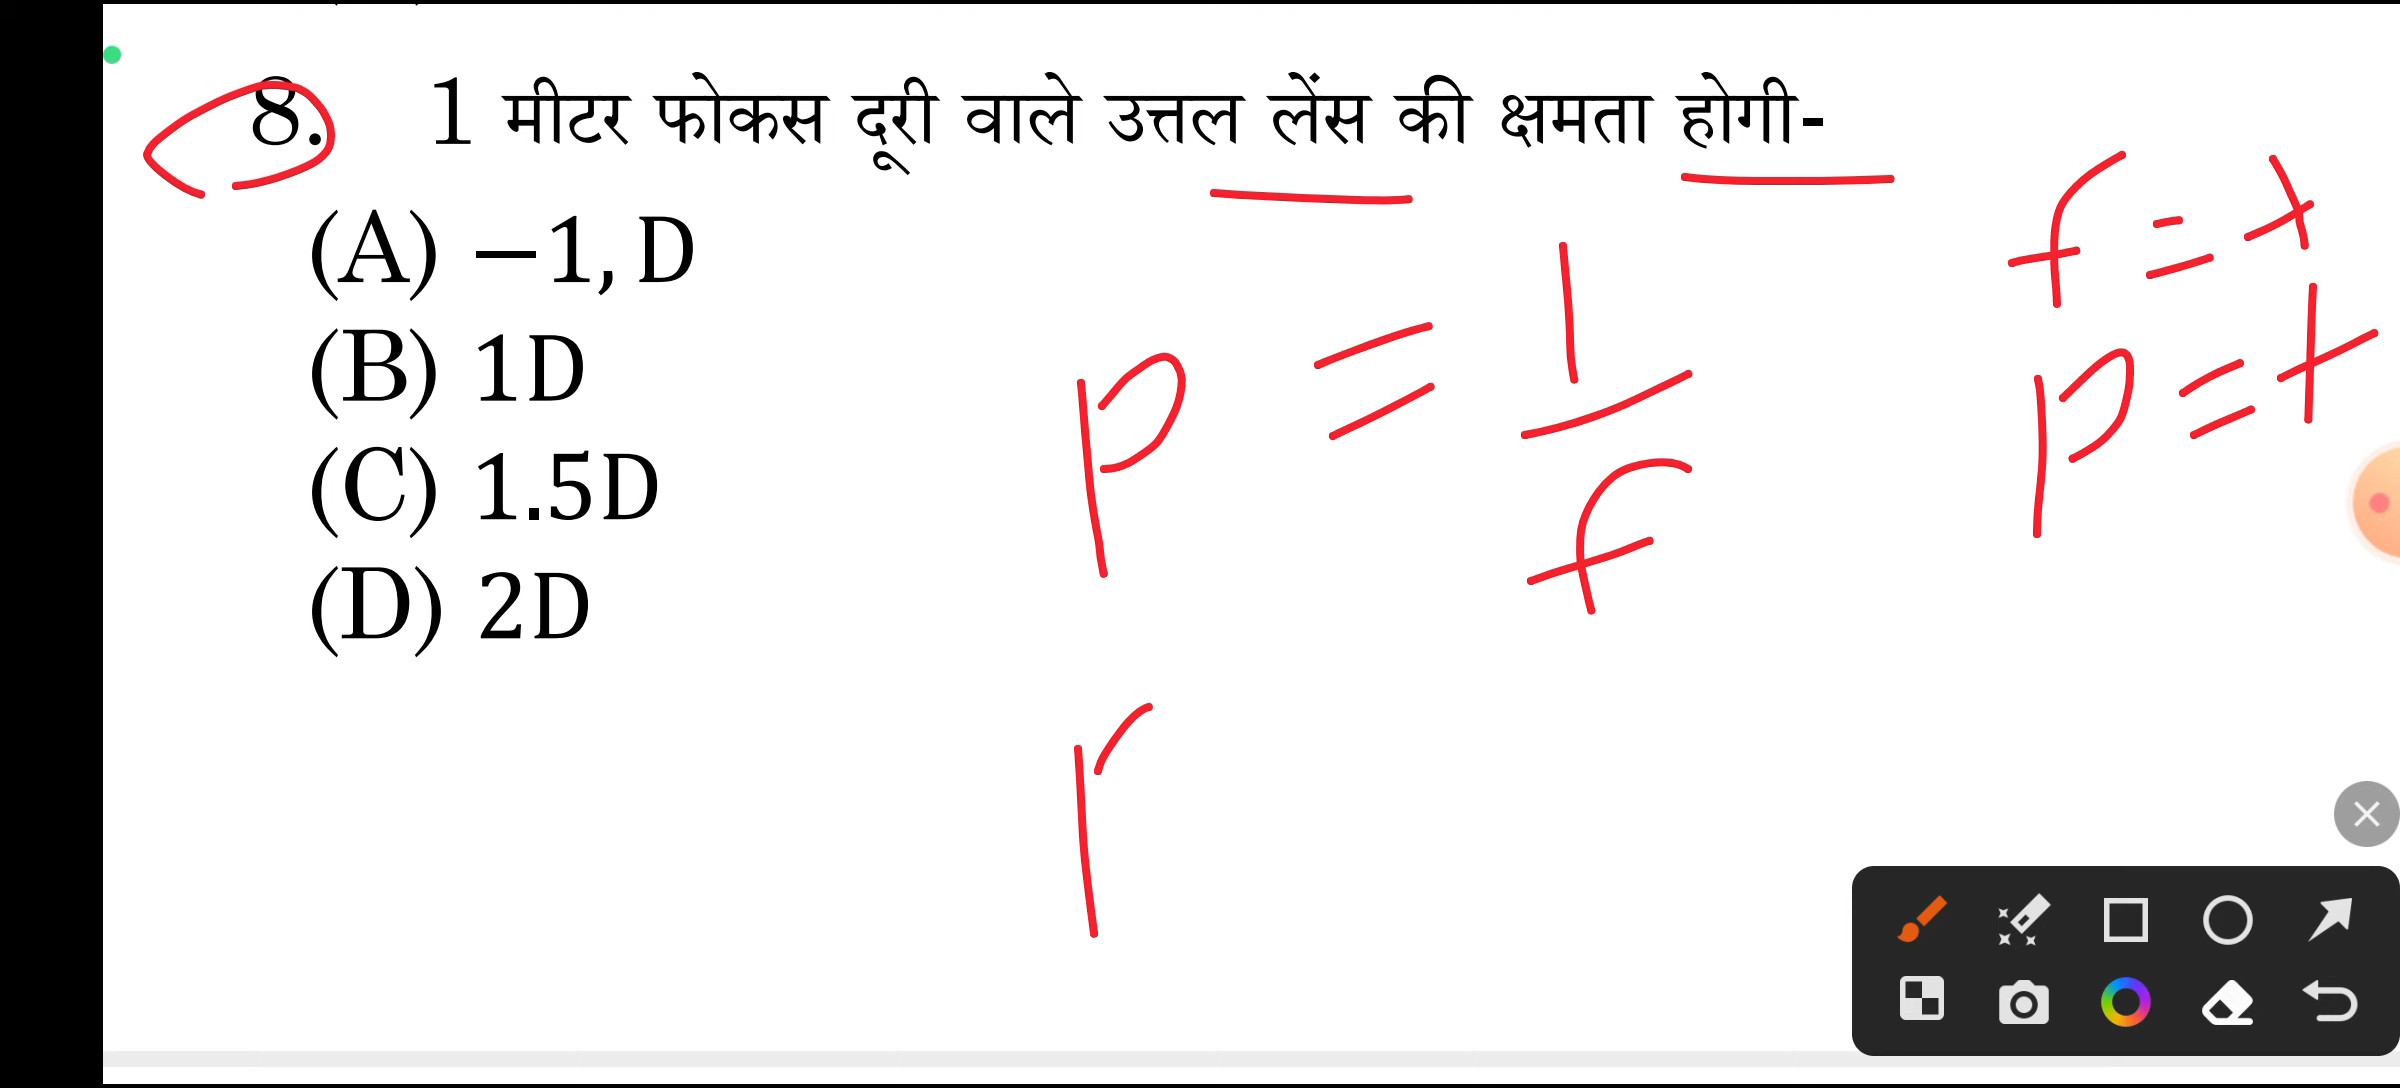 8. 1 मीटर फोकस दूरी वाले उत्तल लेंस की क्षमता होगी-
(A) −1, D
(B) 1D
(C) 1.5D
(D) 2D
P = 1/f
f = +
P = +